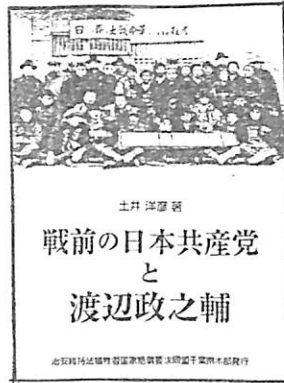 土井 洋彦 著
戦前の日本共産党
と
渡辺政之輔
治安維持法犠牲者国家賠償要求同盟千葉県本部発行